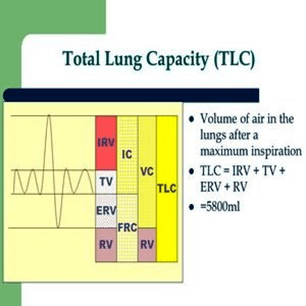 Total Lung Capacity (TLC)
IRV
IC
VC
TLC
TV
ERV
FRC
RV
RV
● Volume of air in the
lungs after a
maximum inspiration
● TLC = IRV + TV +
ERV + RV
● =5800ml